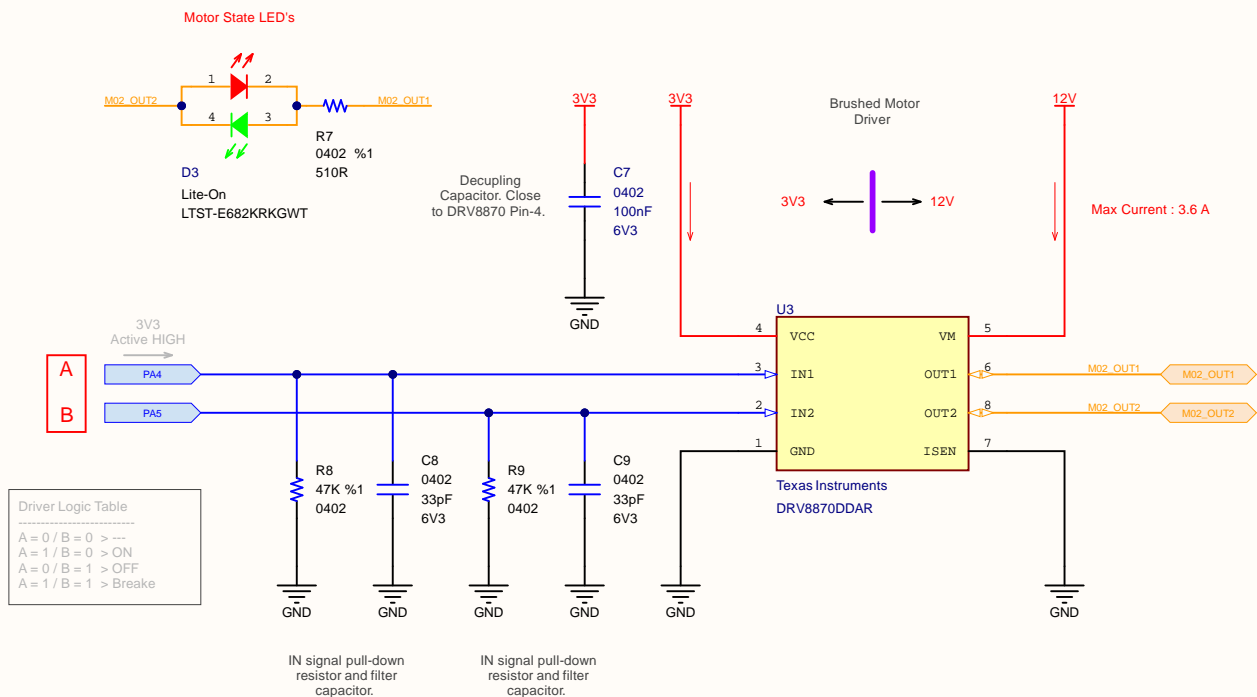 Motor State LED's
M02_OUT2
1
2
4
3
M02_OUT1
R7
0402 %1
510R
D3
Lite-On
LTST-E682KRKGWT
3V3
Decupling
Capacitor. Close
to DRV8870 Pin-4.
C7
0402
100nF
6V3
GND
3V3
Brushed Motor
Driver
3V3
12V
12V
Max Current : 3.6 A
3V3
Active HIGH
A
B
PA4
PA5
U3
4
VCC
VM
5
3
IN1
OUT1
6
M02_OUT1
M02_OUT1
2
IN2
OUT2
8
M02_OUT2
M02_OUT2
1
GND
ISEN
7
Texas Instruments
DRV8870DDAR
R8
47K %1
0402
C8
0402
33pF
6V3
R9
47K %1
0402
C9
0402
33pF
6V3
Driver Logic Table
--------------------------
A = 0 / B = 0 > ---
A = 1 / B = 0 > ON
A = 0 / B = 1 > OFF
A = 1 / B = 1 > Breake
GND
GND
GND
GND
GND
GND
IN signal pull-down
resistor and filter
capacitor.
IN signal pull-down
resistor and filter
capacitor.